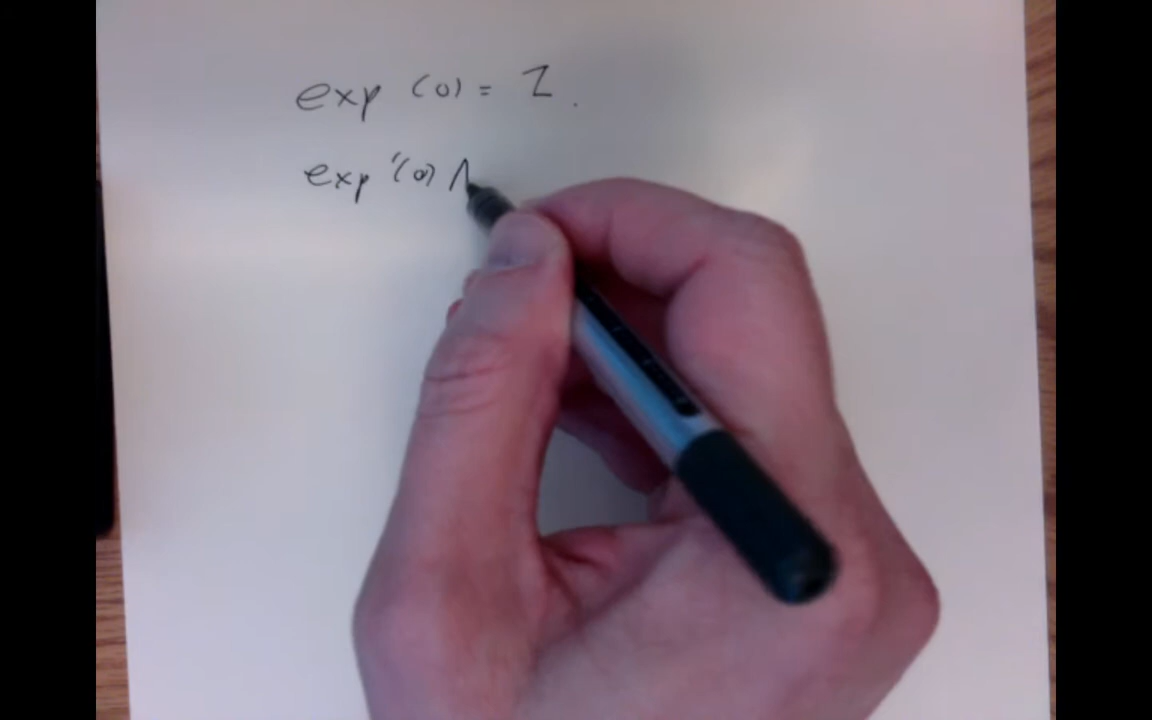 exp (0) = I.
exp '(0)